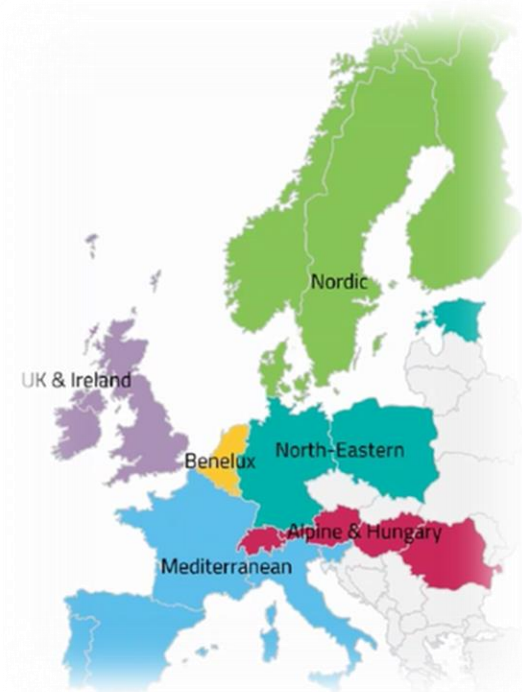 Nordic
UK & Ireland
North-Eastern
Benelux
Alpine & Hungary
Mediterranean